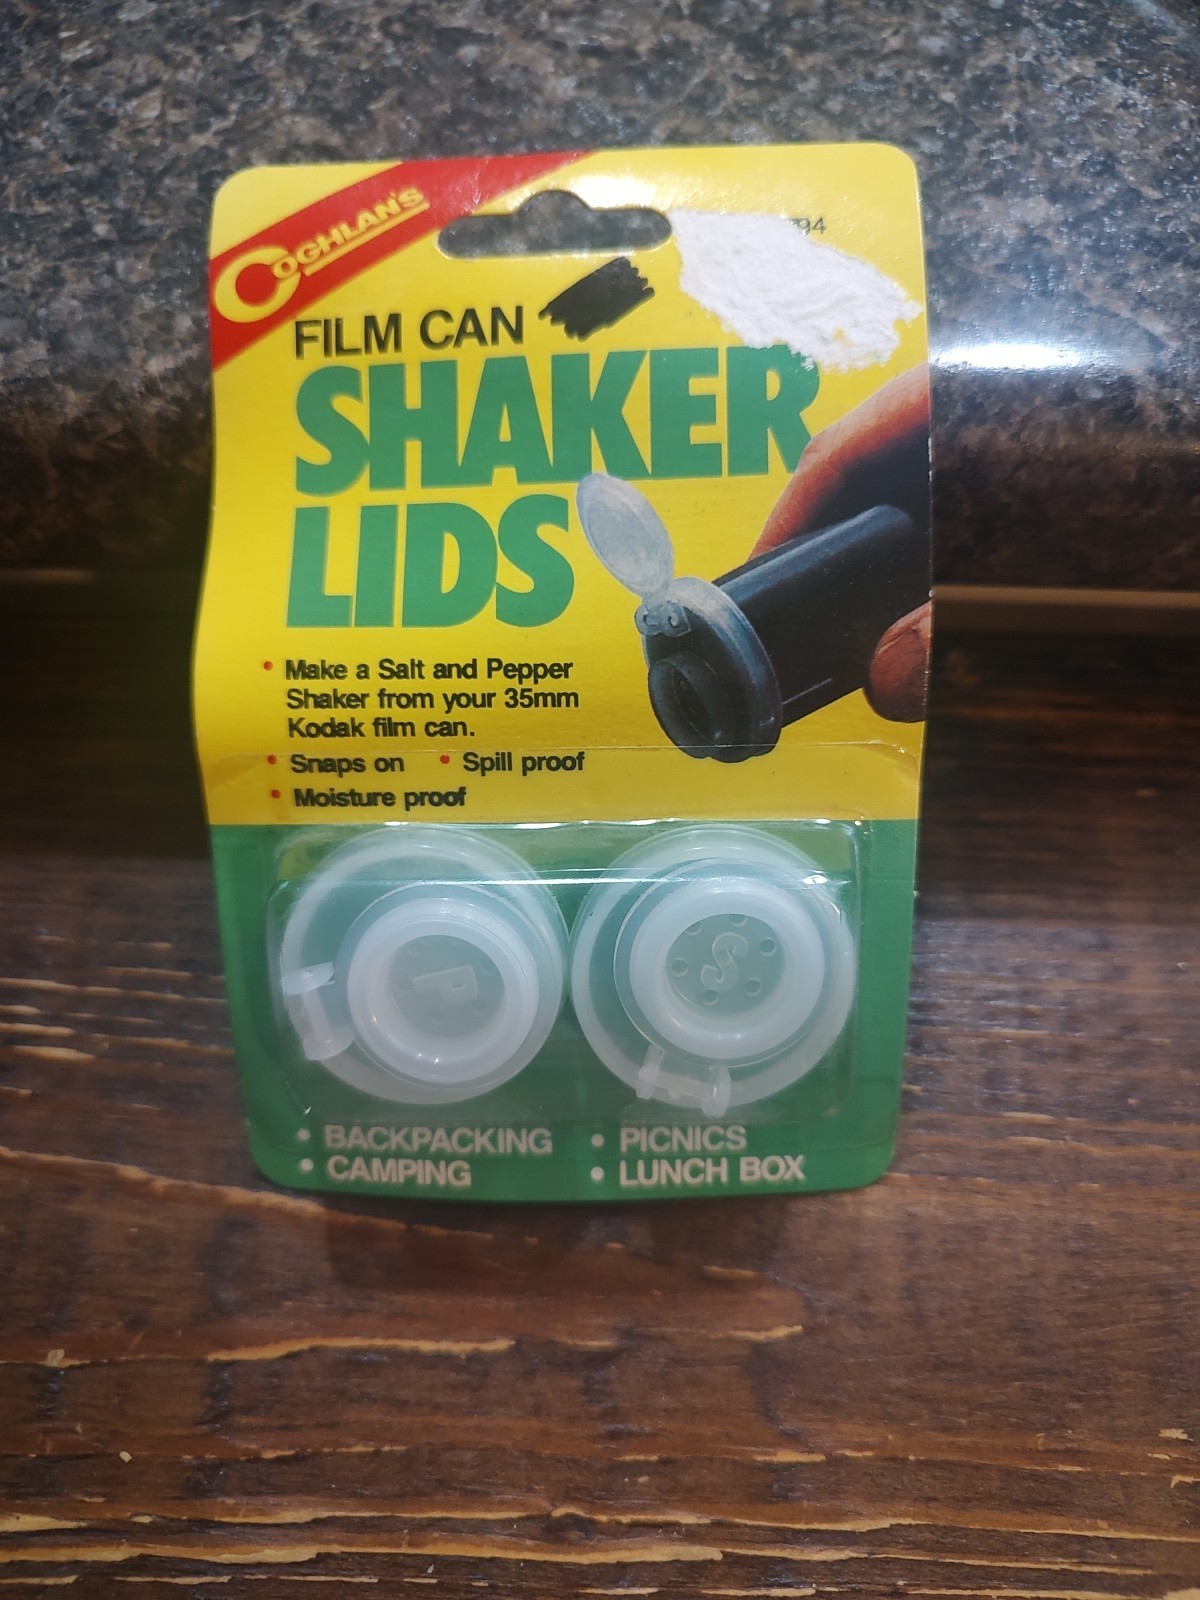 COGHLAN'S
94
FILM CAN
SHAKER
LIDS
• Make a Salt and Pepper
Shaker from your 35mm
Kodak film can.
• Snaps on • Spill proof
• Moisture proof
P
S
• BACKPACKING • PICNICS
• CAMPING • LUNCH BOX